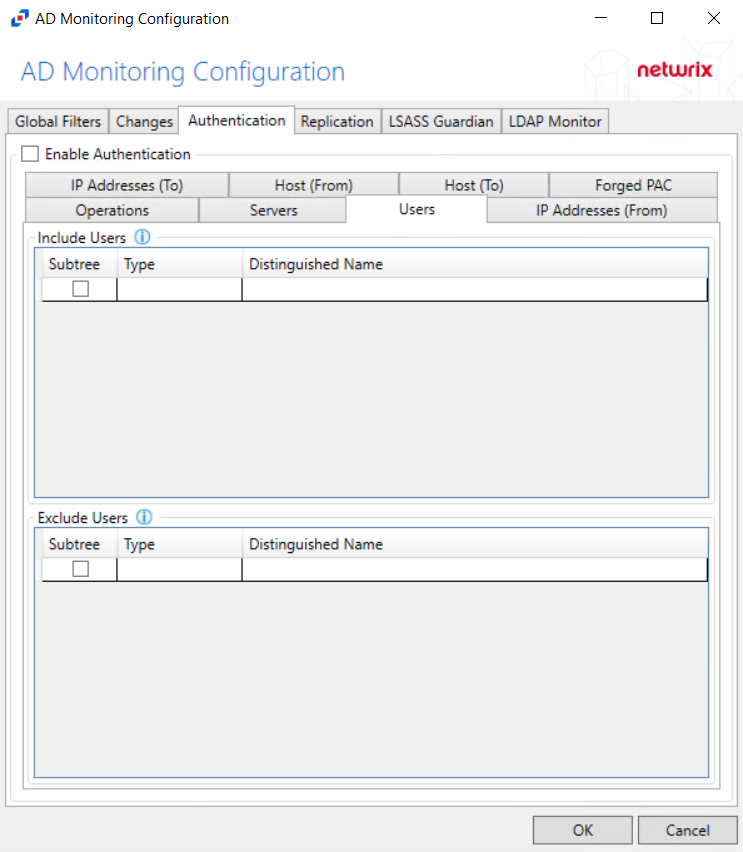 AD Monitoring Configuration
AD Monitoring Configuration
netwrix
Global Filters Changes Authentication Replication LSASS Guardian LDAP Monitor
Enable Authentication
IP Addresses (To) Host (From) Host (To) Forged PAC
Operations Servers Users IP Addresses (From)
Include Users
Subtree Type Distinguished Name
Exclude Users
Subtree Type Distinguished Name
OK Cancel